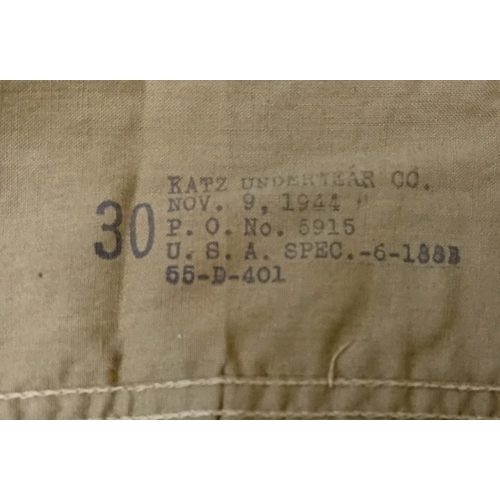 KATZ UNDERWEAR CO.
NOV. 9, 1944
30
P. O. No. 5915
U. S. A. SPEC.-6-188B
55-D-401